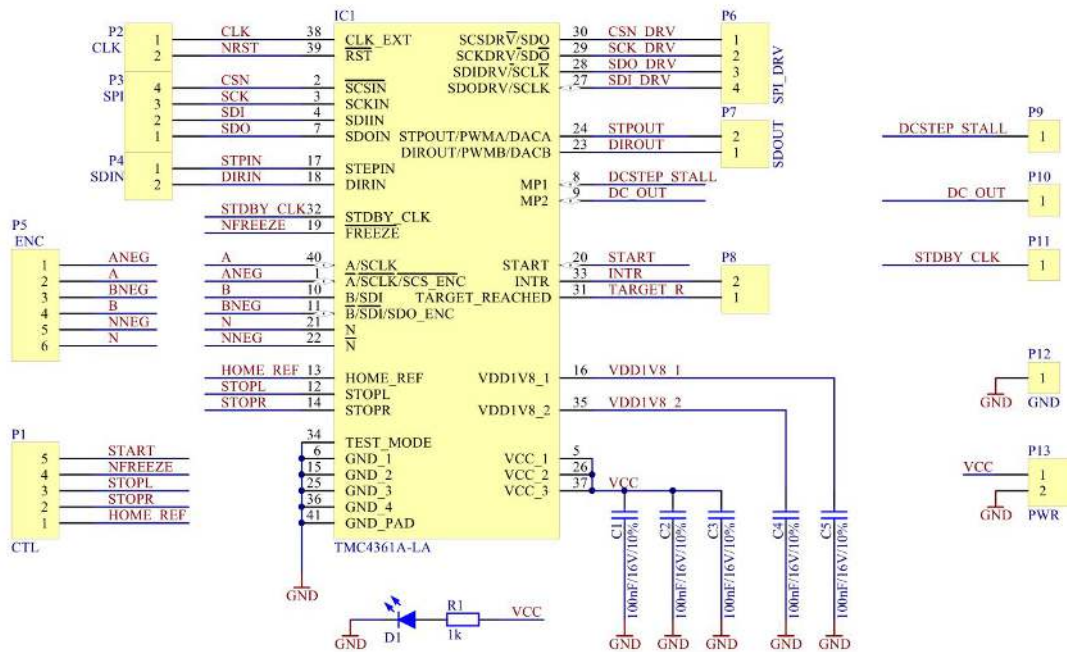 IC1
P2
CLK
1
2
CLK
NRST
38
39
CLK_EXT
RST
P3
SPI
4
3
2
1
CSN
SCK
SDI
SDO
2
3
4
7
SCSIN
SCKIN
SDIIN
SDOIN
P4
SDIN
1
2
STPIN
DIRIN
17
18
STEPIN
DIRIN
STDBY_CLK 32
NFREEZE 19
STDBY_CLK
FREEZE
P5
ENC
1
2
3
4
5
6
ANEG
A
BNEG
B
NNEG
N
A
ANEG
B
BNEG
N
NNEG
40
1
10
11
21
22
A/SCLK
A/SCLK/SCS_ENC
B/SDI
B/SDI/SDO_ENC
N
N
HOME_REF 13
STOPL 12
STOPR 14
HOME_REF
STOPL
STOPR
P1
5
4
3
2
1
CTL
START
NFREEZE
STOPL
STOPR
HOME_REF
34
6
15
25
36
41
TEST_MODE
GND_1
GND_2
GND_3
GND_4
GND_PAD
GND
TMC4361A-LA
SCSDRV/SDO
SCKDRV/SDO
SDIDRV/SCLK
SDODRV/SCLK
30
29
28
27
CSN_DRV
SCK_DRV
SDO_DRV
SDI_DRV
P6
1
2
3
4
SPI_DRV
STPOUT/PWMA/DACA
DIROUT/PWMB/DACB
24
23
STPOUT
DIROUT
P7
2
1
SDOUT
MP1
MP2
8
9
DCSTEP_STALL
DC_OUT
START
INTR
TARGET_REACHED
20
33
31
START
INTR
TARGET_R
P8
2
1
VDD1V8_1
16
VDD1V8_1
VDD1V8_2
35
VDD1V8_2
VCC_1
VCC_2
VCC_3
5
26
37
VCC
C1
100nF/16V/10%
GND
C2
100nF/16V/10%
GND
C3
100nF/16V/10%
GND
C4
100nF/16V/10%
GND
C5
100nF/16V/10%
GND
GND
D1
R1
1k
VCC
DCSTEP_STALL
P9
1
DC_OUT
P10
1
STDBY_CLK
P11
1
P12
1
GND
GND
P13
VCC
1
2
GND
PWR